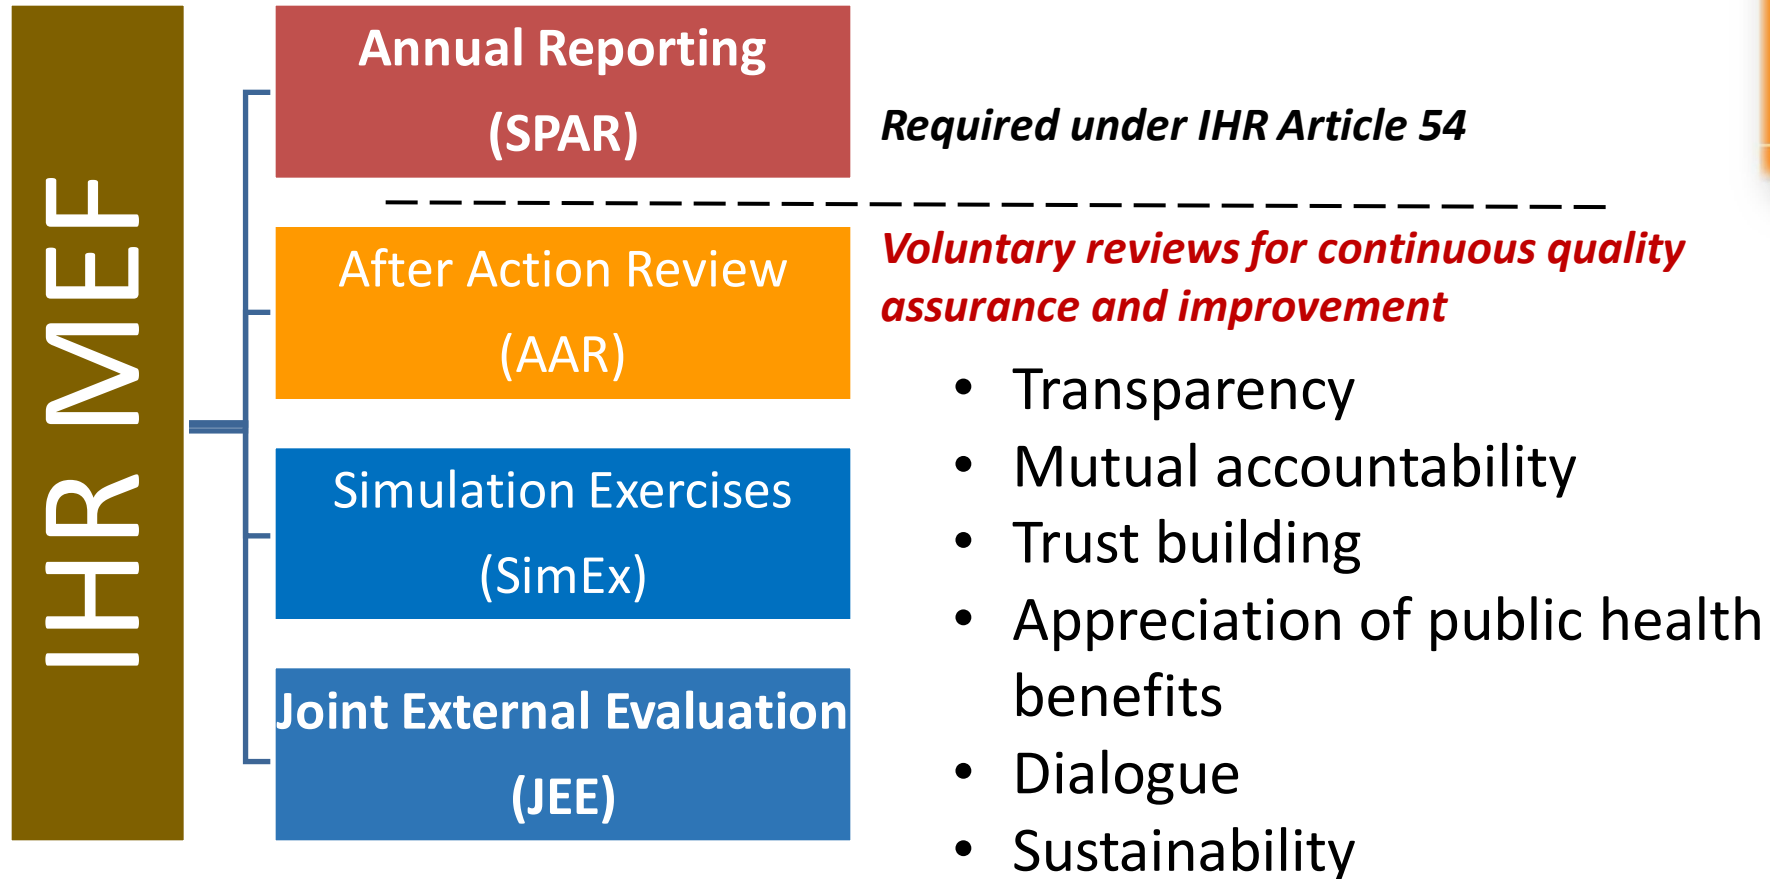 IHR MEF
Annual Reporting
(SPAR)
Required under IHR Article 54
After Action Review
(AAR)
Voluntary reviews for continuous quality
assurance and improvement
Simulation Exercises
(SimEx)
Joint External Evaluation
(JEE)
• Transparency
• Mutual accountability
• Trust building
• Appreciation of public health
benefits
• Dialogue
• Sustainability